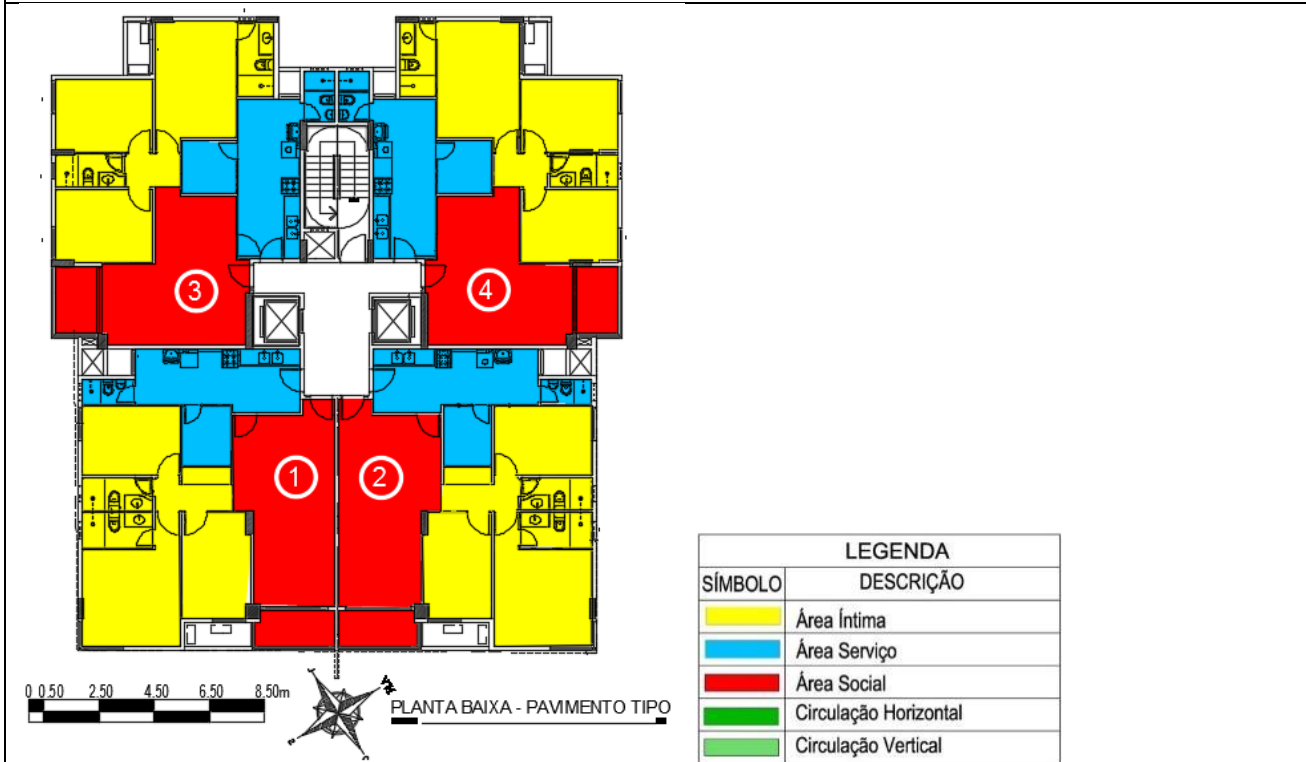 3
4
1
2
0 0.50 2.50 4.50 6.50 8.50m
PLANTA BAIXA - PAVIMENTO TIPO
LEGENDA
SÍMBOLO DESCRIÇÃO
Área Íntima
Área Serviço
Área Social
Circulação Horizontal
Circulação Vertical